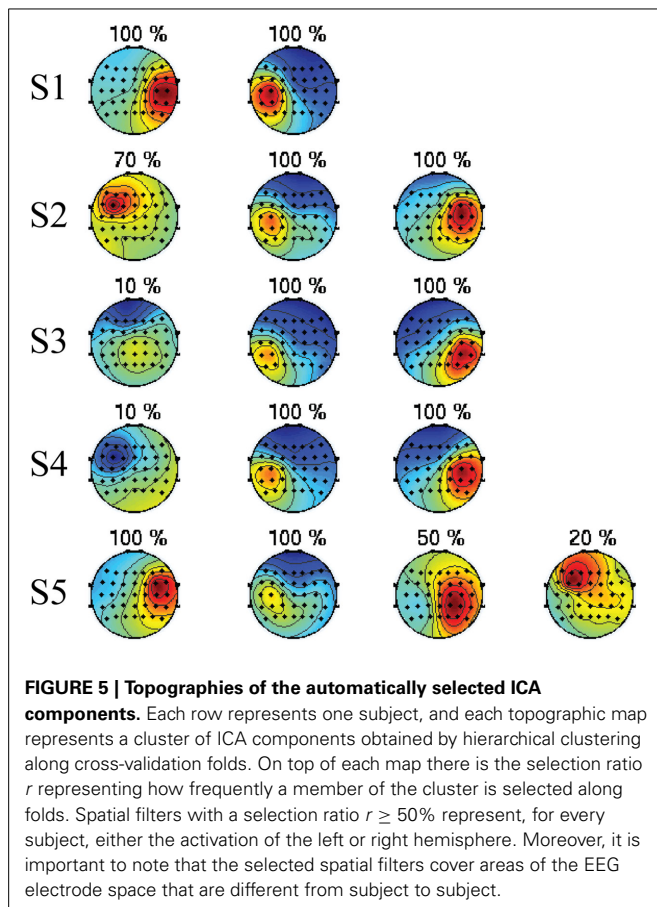 100 % 100 %
S1
70 % 100 % 100 %
S2
10 % 100 % 100 %
S3
10 % 100 % 100 %
S4
100 % 100 % 50 % 20 %
S5
FIGURE 5 | Topographies of the automatically selected ICA
components. Each row represents one subject, and each topographic map
represents a cluster of ICA components obtained by hierarchical clustering
along cross-validation folds. On top of each map there is the selection ratio
r representing how frequently a member of the cluster is selected along
folds. Spatial filters with a selection ratio r ≥ 50% represent, for every
subject, either the activation of the left or right hemisphere. Moreover, it is
important to note that the selected spatial filters cover areas of the EEG
electrode space that are different from subject to subject.